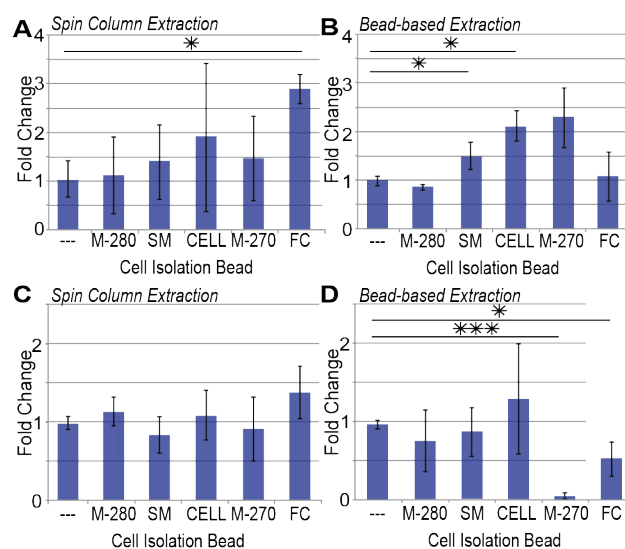 A
Spin Column Extraction
4
3
2
1
0
Fold Change
--- M-280 SM CELL M-270 FC
Cell Isolation Bead
B
Bead-based Extraction
4
3
2
1
0
Fold Change
--- M-280 SM CELL M-270 FC
Cell Isolation Bead
C
Spin Column Extraction
2
1
0
Fold Change
--- M-280 SM CELL M-270 FC
Cell Isolation Bead
D
Bead-based Extraction
2
1
0
Fold Change
--- M-280 SM CELL M-270 FC
Cell Isolation Bead